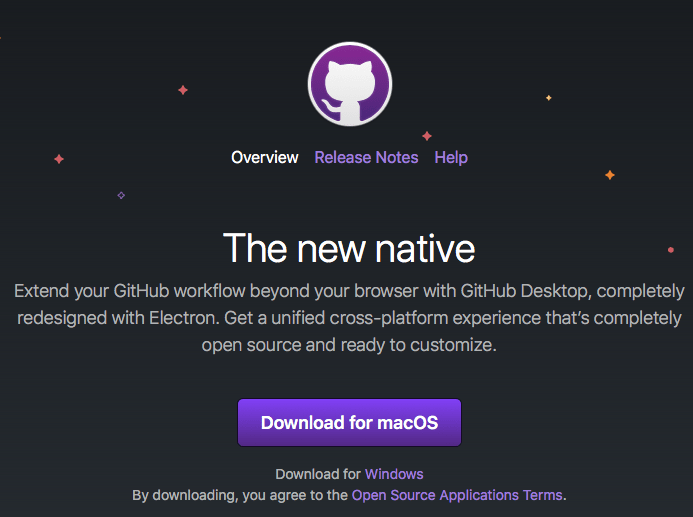 Overview Release Notes Help
The new native
Extend your GitHub workflow beyond your browser with GitHub Desktop, completely
redesigned with Electron. Get a unified cross-platform experience that’s completely
open source and ready to customize.
Download for macOS
Download for Windows
By downloading, you agree to the Open Source Applications Terms.